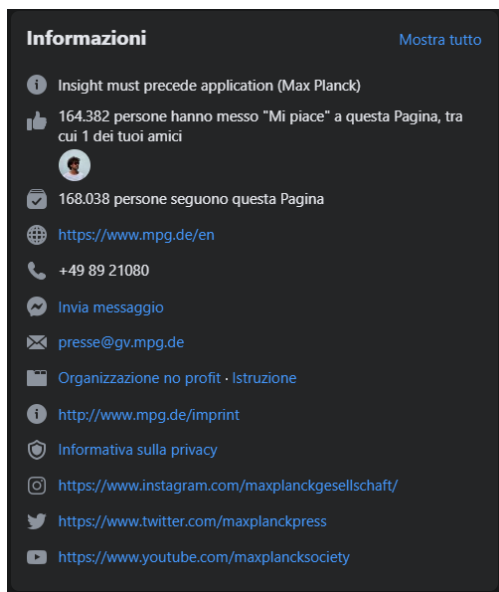 Informazioni
Mostra tutto
Insight must precede application (Max Planck)
164.382 persone hanno messo "Mi piace" a questa Pagina, tra
cui 1 dei tuoi amici
168.038 persone seguono questa Pagina
https://www.mpg.de/en
+49 89 21080
Invia messaggio
presse@gv.mpg.de
Organizzazione no profit · Istruzione
http://www.mpg.de/imprint
Informativa sulla privacy
https://www.instagram.com/maxplanckgesellschaft/
https://www.twitter.com/maxplanckpress
https://www.youtube.com/maxplancksociety